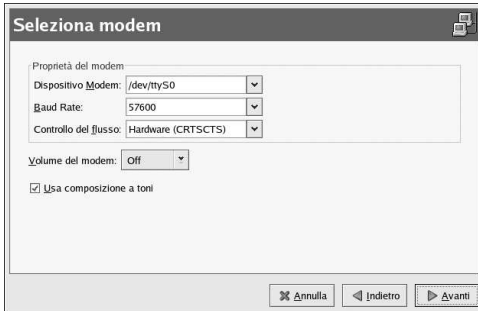 Seleziona modem
Proprietà del modem
Dispositivo Modem: /dev/ttyS0
Baud Rate: 57600
Controllo del flusso: Hardware (CRTSCTS)
Volume del modem: Off
Usa composizione a toni
Annulla Indietro Avanti